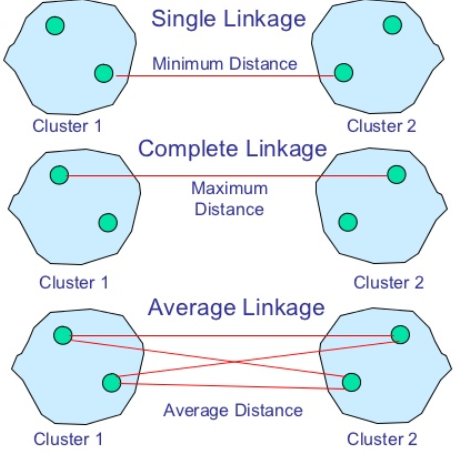 Single Linkage
Minimum Distance
Cluster 1
Cluster 2
Complete Linkage
Maximum
Distance
Cluster 1
Cluster 2
Average Linkage
Average Distance
Cluster 1
Cluster 2